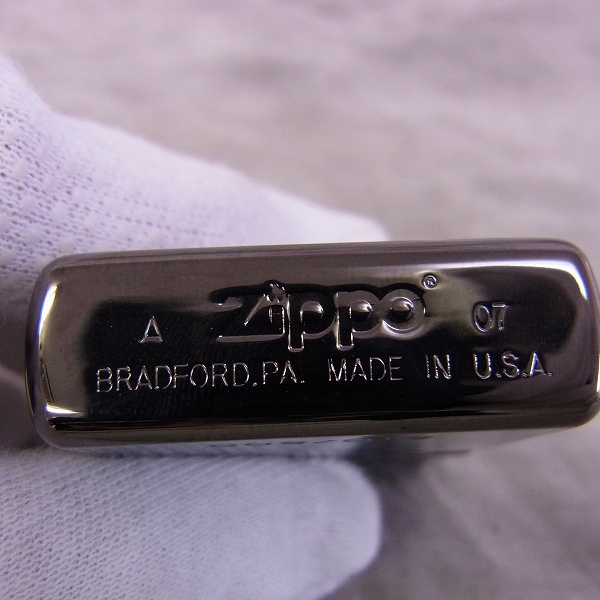 A Zippo® 07
BRADFORD,PA. MADE IN U.S.A.